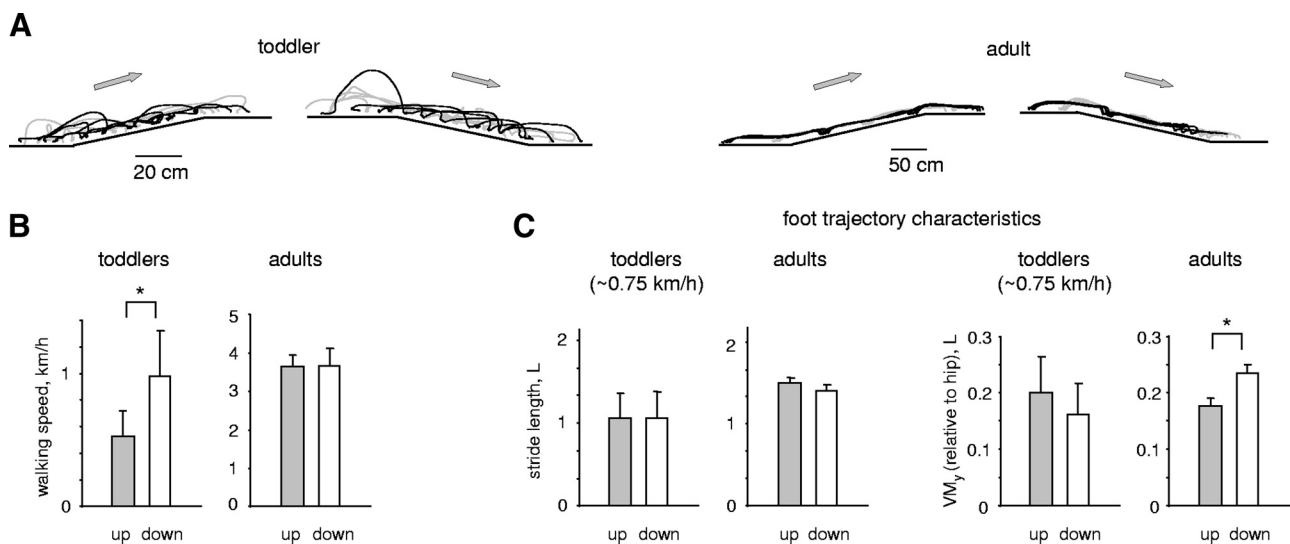 A
toddler
adult
20 cm
50 cm
B
toddlers
adults
*
walking speed, km/h
1
0
5
4
3
2
1
0
up down
up down
C
foot trajectory characteristics
toddlers
(~0.75 km/h)
adults
stride length, L
2
1
0
2
1
0
up down
up down
toddlers
(~0.75 km/h)
adults
*
VMy (relative to hip), L
0.3
0.2
0.1
0
0.3
0.2
0.1
0
up down
up down